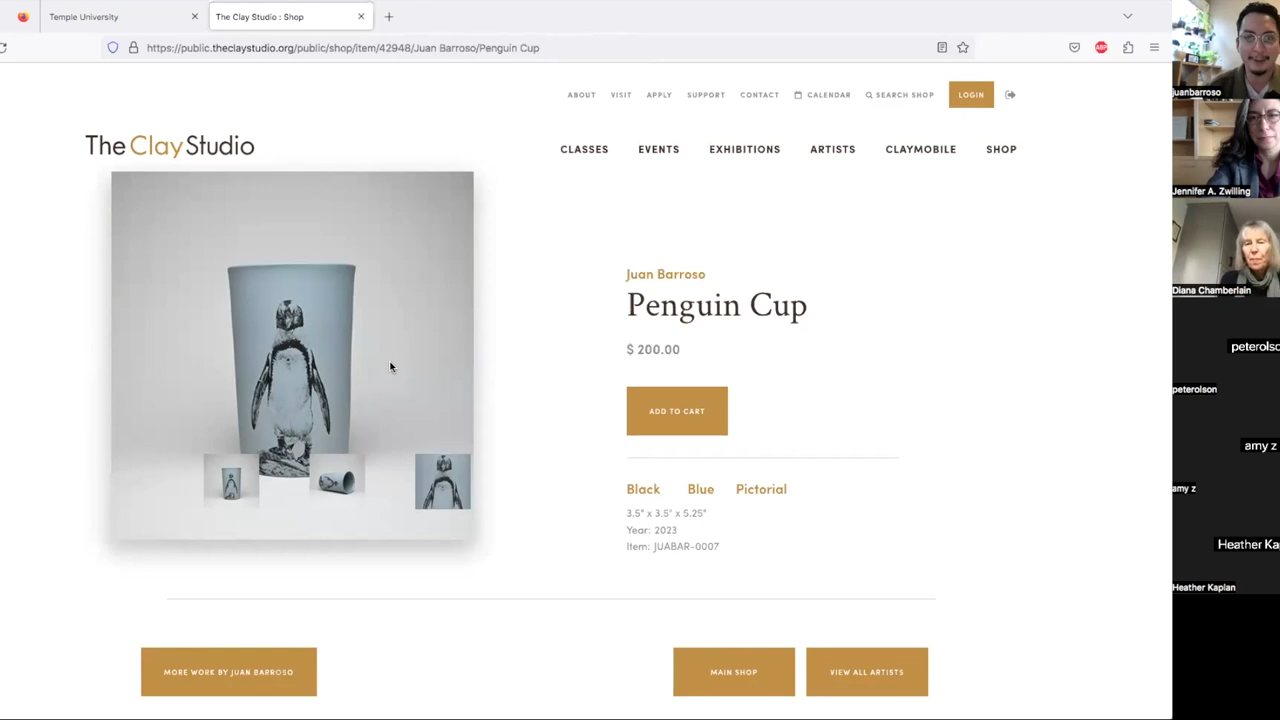 Temple University
The Clay Studio : Shop
https://public.theclaystudio.org/public/shop/item/42948/Juan Barroso/Penguin Cup
ABP
ABOUT VISIT APPLY SUPPORT CONTACT CALENDAR SEARCH SHOP LOGIN
The Clay Studio
CLASSES EVENTS EXHIBITIONS ARTISTS CLAYMOBILE SHOP
Juan Barroso
Penguin Cup
$ 200.00
ADD TO CART
Black Blue Pictorial
3.5" x 3.5" x 5.25"
Year: 2023
Item: JUABAR-0007
MORE WORK BY JUAN BARROSO
MAIN SHOP
VIEW ALL ARTISTS
juanbarroso
Jennifer A. Zwilling
Diana Chamberlain
peterolso
peterolson
amy z
amy z
Heather Ka
Heather Kaplan